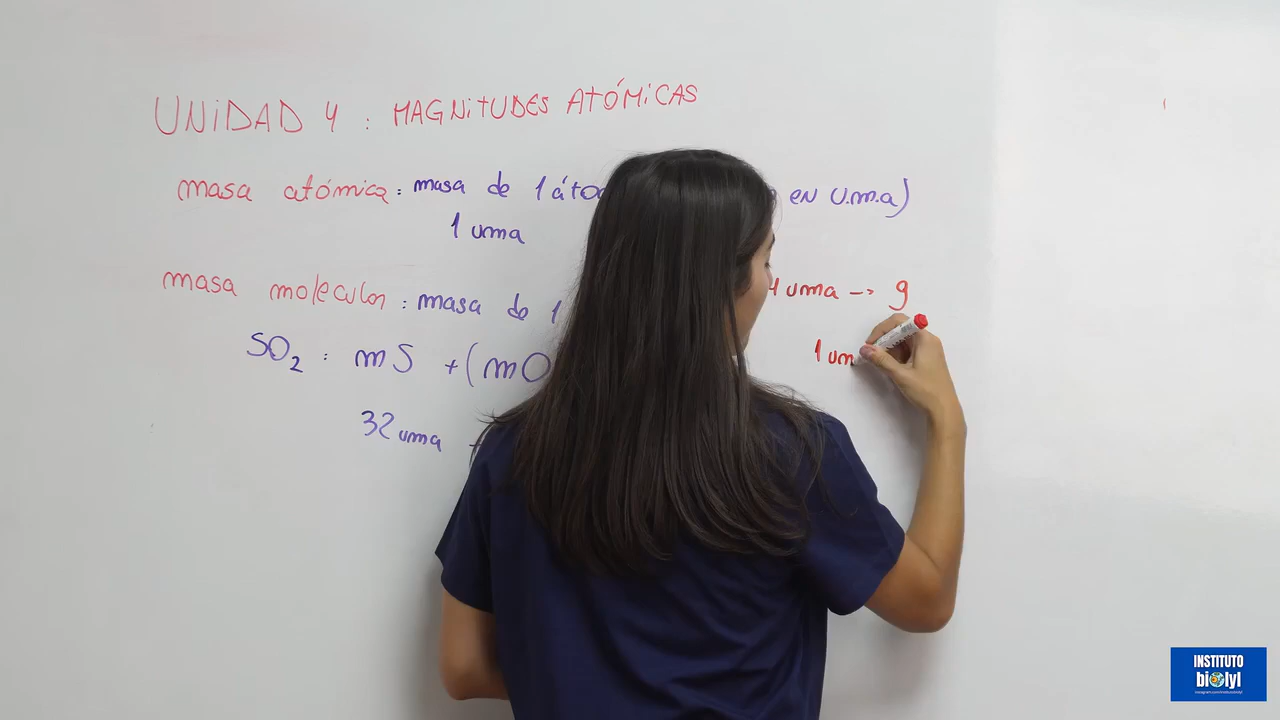 UNIDAD 4 : MAGNITUDES ATÓMICAS
masa atómica : masa de 1 áto en u.m.a)
1 uma
masa molecular : masa de 1
1 uma -> g
SO2 : mS +(mO
1 um
32 uma
INSTITUTO
biolyl